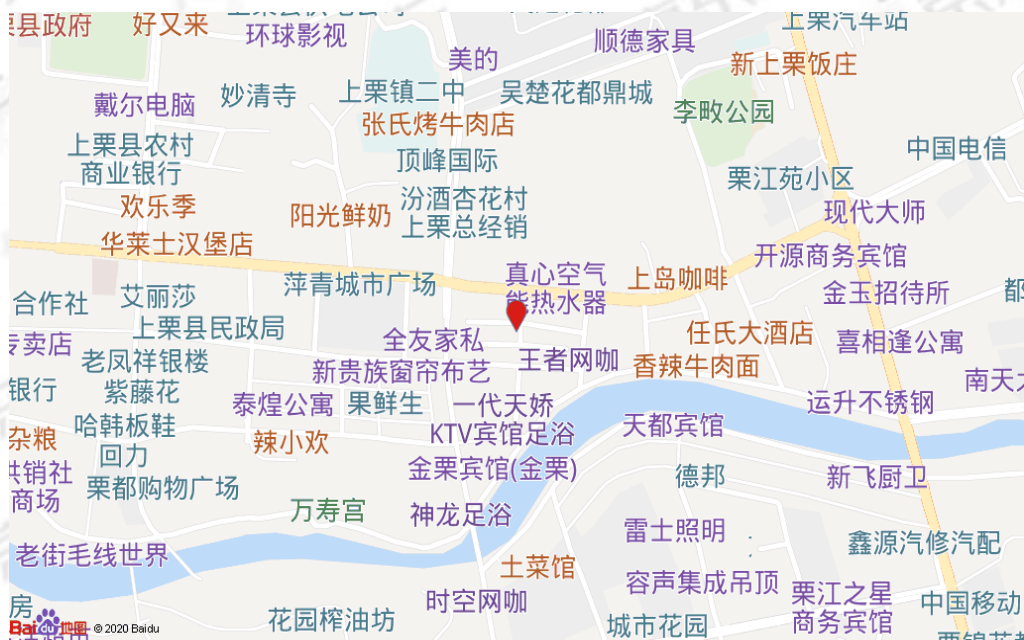 县政府
好又来
环球影视
美的
顺德家具
上栗汽车站
新上栗饭庄
戴尔电脑
妙清寺
上栗镇二中
吴楚花都鼎城
李畋公园
张氏烤牛肉店
上栗县农村
商业银行
顶峰国际
中国电信
栗江苑小区
欢乐季
阳光鲜奶
汾酒杏花村
上栗总经销
现代大师
华莱士汉堡店
开源商务宾馆
萍青城市广场
真心空气
能热水器
上岛咖啡
合作社
艾丽莎
金玉招待所
都
上栗县民政局
全友家私
任氏大酒店
喜相逢公寓
专卖店
老凤祥银楼
王者网咖
香辣牛肉面
新贵族窗帘布艺
南天
银行
紫藤花
泰煌公寓
果鲜生
一代天娇
KTV宾馆足浴
运升不锈钢
哈韩板鞋
天都宾馆
杂粮
辣小欢
回力
金栗宾馆(金栗)
德邦
新飞厨卫
供销社
商场
栗都购物广场
万寿宫
神龙足浴
雷士照明
鑫源汽修汽配
老街毛线世界
土菜馆
容声集成吊顶
栗江之星
商务宾馆
时空网咖
中国移动
房
花园榨油坊
城市花园
Baidu地图 © 2020 Baidu